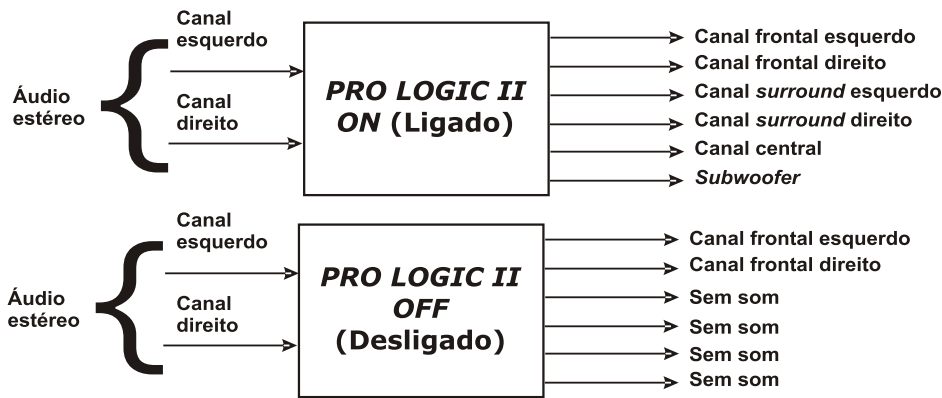 Canal
esquerdo
Áudio
estéreo
Canal
direito
PRO LOGIC II
ON (Ligado)
Canal frontal esquerdo
Canal frontal direito
Canal surround esquerdo
Canal surround direito
Canal central
Subwoofer
Canal
esquerdo
Áudio
estéreo
Canal
direito
PRO LOGIC II
OFF
(Desligado)
Canal frontal esquerdo
Canal frontal direito
Sem som
Sem som
Sem som
Sem som